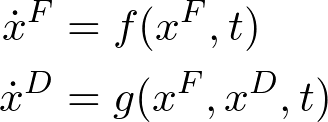 ẋ^F = f(x^F, t)
ẋ^D = g(x^F, x^D, t)